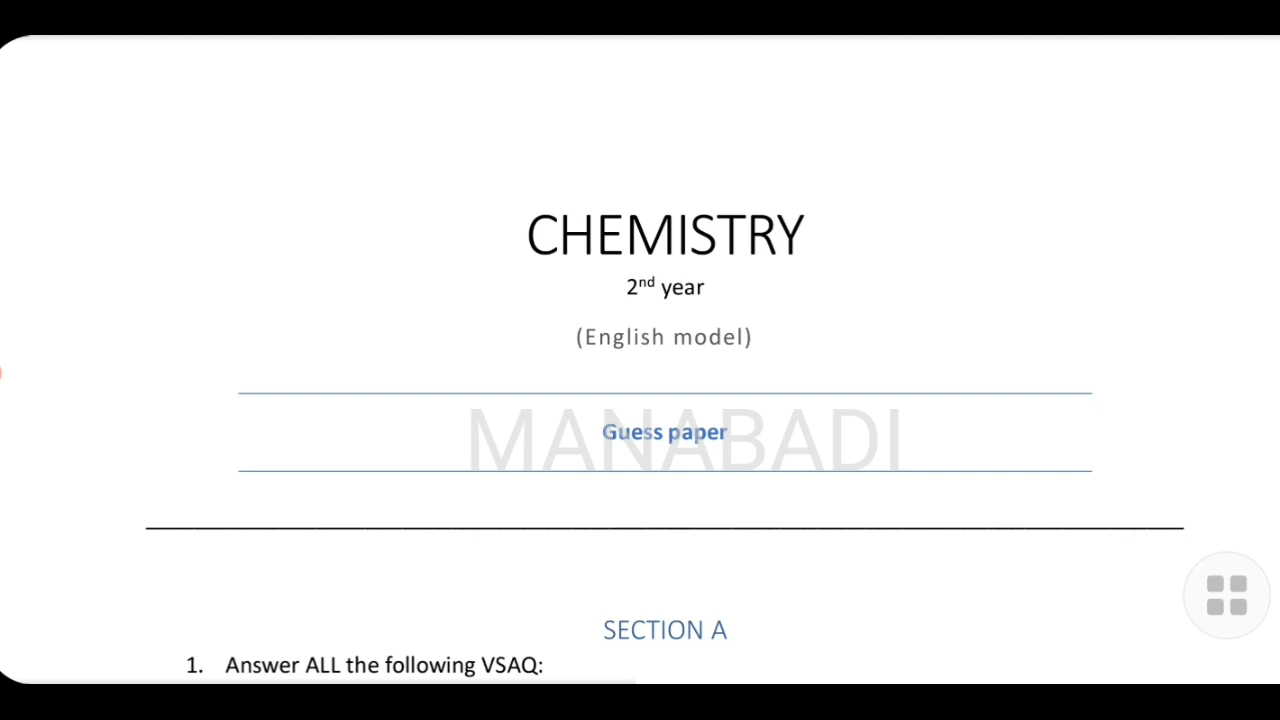 CHEMISTRY
2nd year
(English model)
MANABADI
Guess paper
SECTION A
1. Answer ALL the following VSAQ: